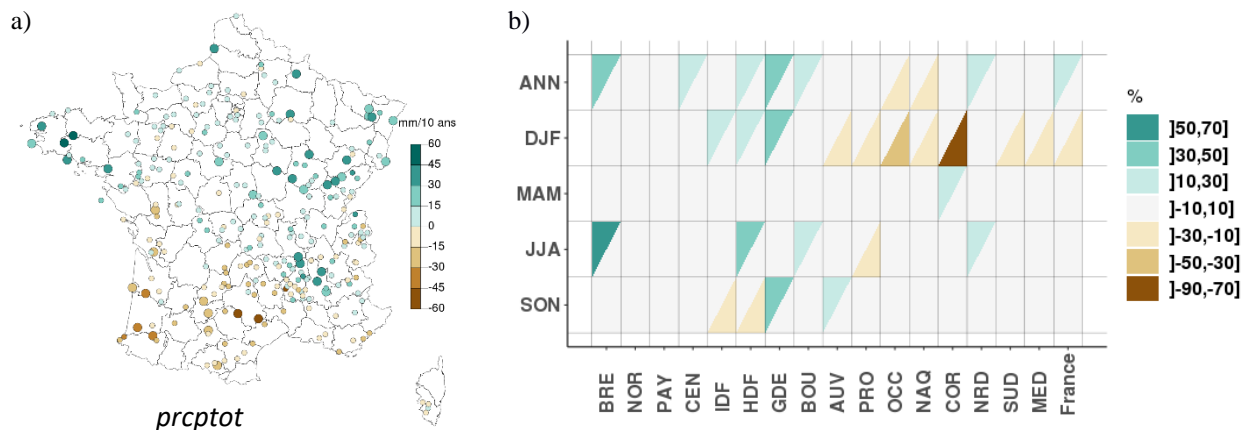 a)
mm/10 ans
60
45
30
15
0
-15
-30
-45
-60
prcptot
b)
ANN
DJF
MAM
JJA
SON
BRE
NOR
PAY
CEN
IDF
HDF
GDE
BOU
AUV
PRO
OCC
NAQ
COR
NRD
SUD
MED
France
%
]50,70]
]30,50]
]10,30]
]-10,10]
]-30,-10]
]-50,-30]
]-90,-70]